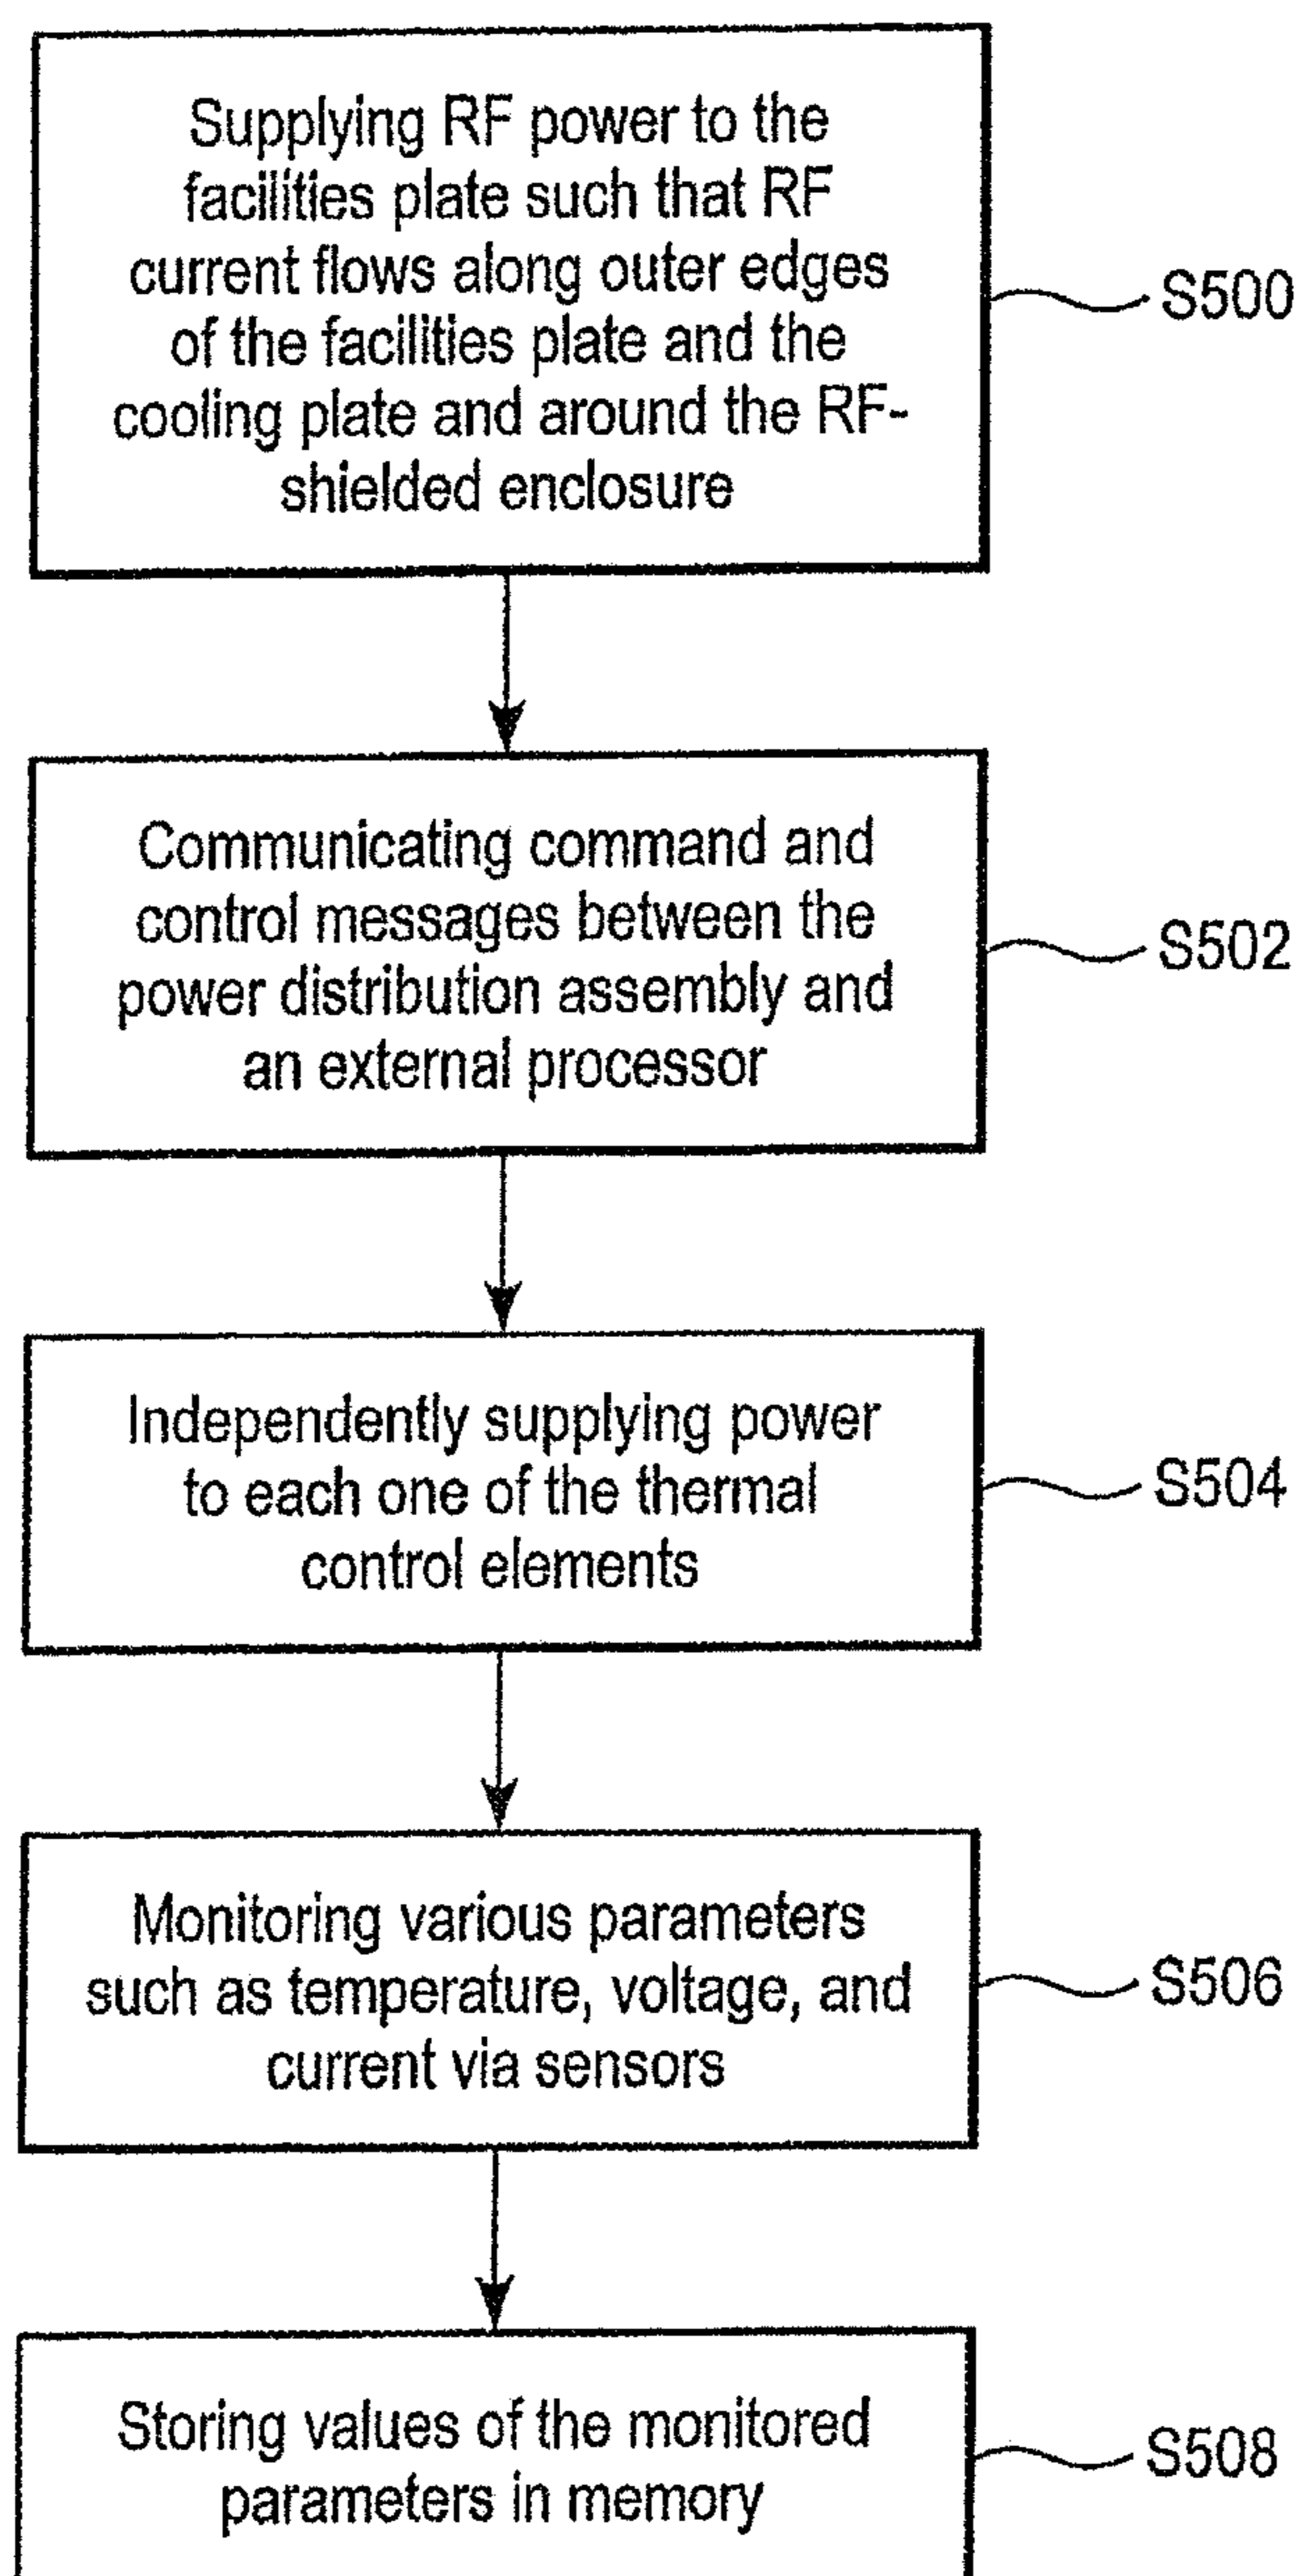 Supplying RF power to the
facilities plate such that RF
current flows along outer edges
of the facilities plate and the
cooling plate and around the RF-
shielded enclosure
S500
Communicating command and
control messages between the
power distribution assembly and
an external processor
S502
Independently supplying power
to each one of the thermal
control elements
S504
Monitoring various parameters
such as temperature, voltage, and
current via sensors
S506
Storing values of the monitored
parameters in memory
S508